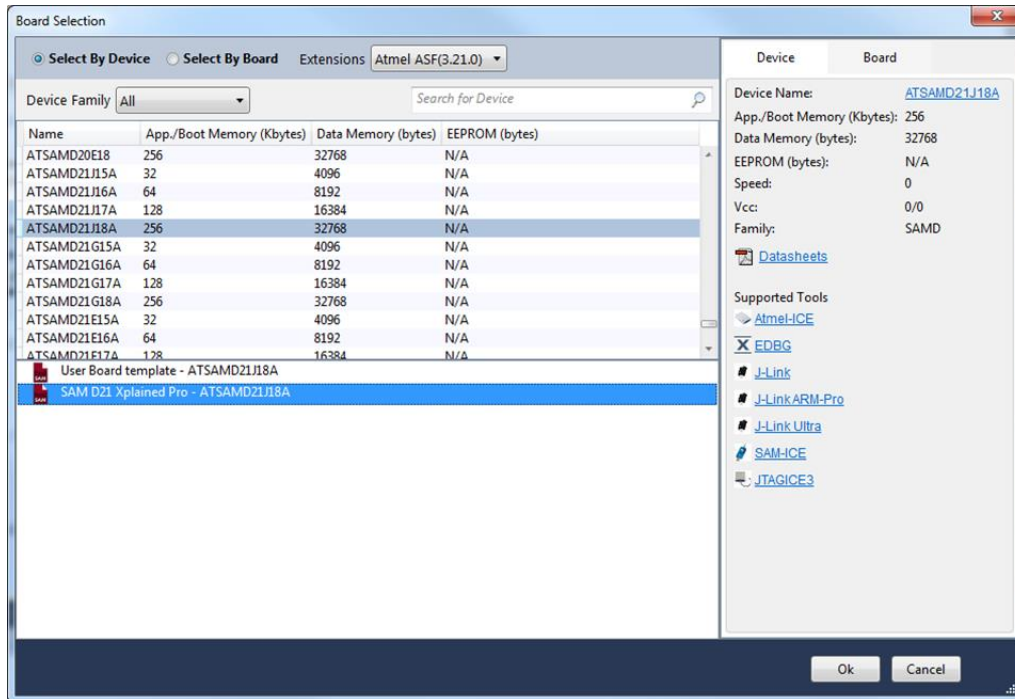 Board Selection
Select By Device Select By Board Extensions Atmel ASF(3.21.0)
Device Family All Search for Device
Name App./Boot Memory (Kbytes) Data Memory (bytes) EEPROM (bytes)
ATSAMD20E18 256 32768 N/A
ATSAMD21J15A 32 4096 N/A
ATSAMD21J16A 64 8192 N/A
ATSAMD21J17A 128 16384 N/A
ATSAMD21J18A 256 32768 N/A
ATSAMD21G15A 32 4096 N/A
ATSAMD21G16A 64 8192 N/A
ATSAMD21G17A 128 16384 N/A
ATSAMD21G18A 256 32768 N/A
ATSAMD21E15A 32 4096 N/A
ATSAMD21E16A 64 8192 N/A
ATSAMD21E17A 128 16384 N/A
User Board template - ATSAMD21J18A
SAM D21 Xplained Pro - ATSAMD21J18A
Device Board
Device Name: ATSAMD21J18A
App./Boot Memory (Kbytes): 256
Data Memory (bytes): 32768
EEPROM (bytes): N/A
Speed: 0
Vcc: 0/0
Family: SAMD
Datasheets
Supported Tools
Atmel-ICE
EDBG
J-Link
J-Link ARM-Pro
J-Link Ultra
SAM-ICE
JTAGICE3
Ok Cancel